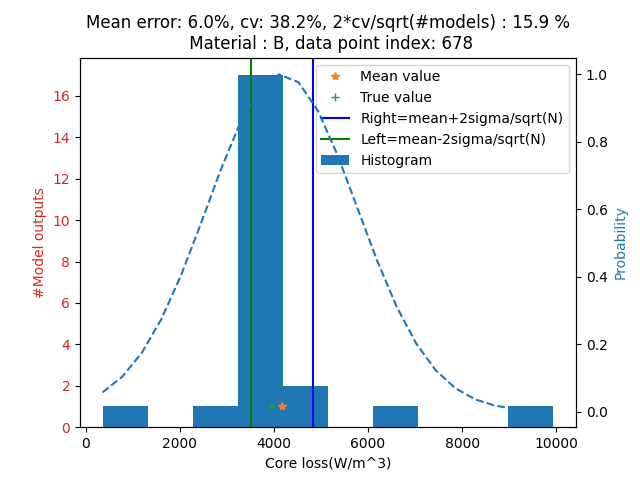 Mean error: 6.0%, cv: 38.2%, 2*cv/sqrt(#models) : 15.9 %
Material : B, data point index: 678
Mean value
True value
Right=mean+2sigma/sqrt(N)
Left=mean-2sigma/sqrt(N)
Histogram
#Model outputs
16
14
12
10
8
6
4
2
0
Probability
1.0
0.8
0.6
0.4
0.2
0.0
0 2000 4000 6000 8000 10000
Core loss(W/m^3)